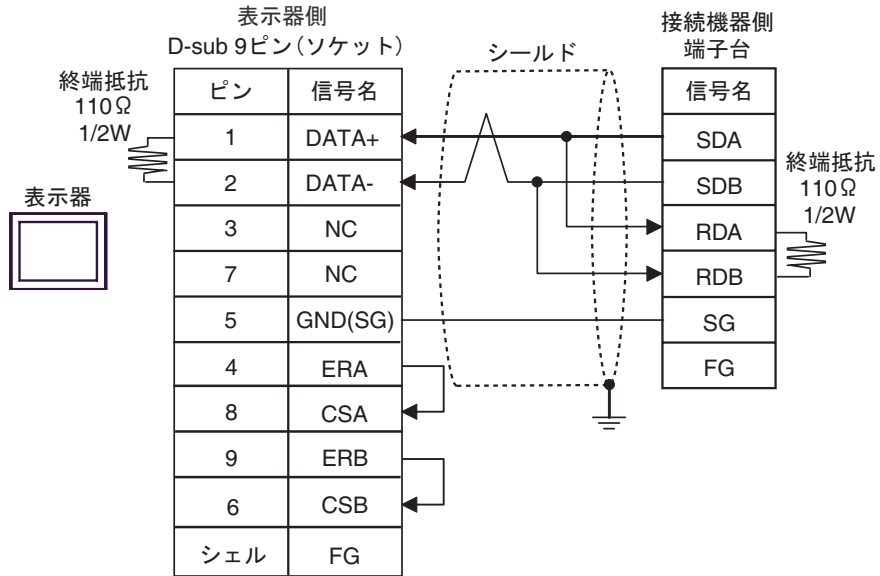 表示器側
D-sub 9ピン(ソケット)
接続機器側
端子台
シールド
終端抵抗
110Ω
1/2W
表示器
ピン 信号名
1 DATA+
2 DATA-
3 NC
7 NC
5 GND(SG)
4 ERA
8 CSA
9 ERB
6 CSB
シェル FG
信号名
SDA
SDB
RDA
RDB
SG
FG
終端抵抗
110Ω
1/2W